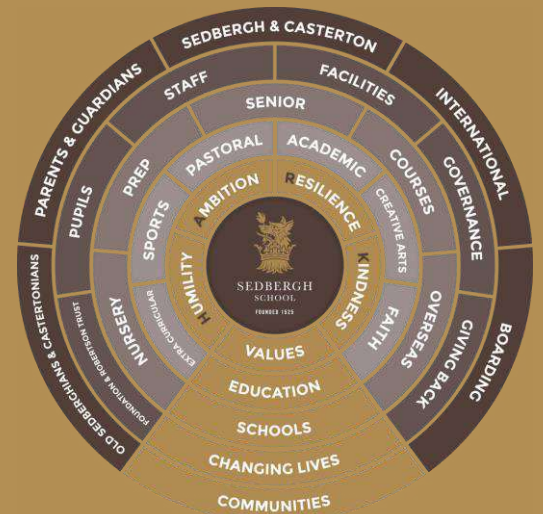 SEDBERGH & CASTERTON
PARENTS & GUARDIANS
INTERNATIONAL
OLD SEDBERGHIANS & CASTERTONIANS
BOARDING
STAFF
FACILITIES
PUPILS
GOVERNANCE
FOUNDATION & ROBERTSON TRUST
GIVING BACK
SENIOR
PREP
COURSES
NURSERY
OVERSEAS
PASTORAL
ACADEMIC
SPORTS
CREATIVE ARTS
EXTRA CURRICULAR
FAITH
AMBITION
RESILIENCE
HUMILITY
KINDNESS
SEDBERGH
SCHOOL
FOUNDED 1525
VALUES
EDUCATION
SCHOOLS
CHANGING LIVES
COMMUNITIES